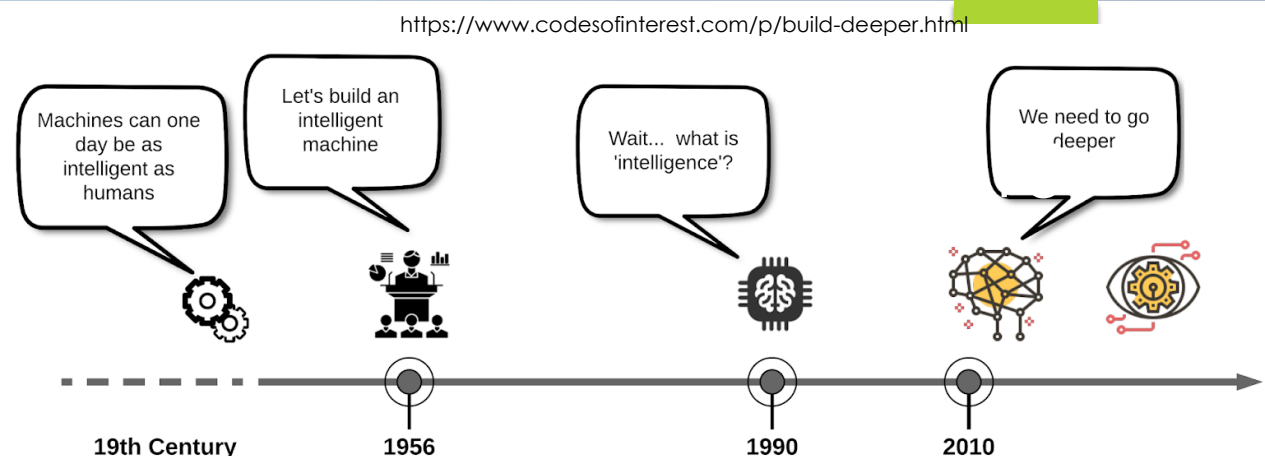 https://www.codesofinterest.com/p/build-deeper.html
Machines can one
day be as
intelligent as
humans
Let's build an
intelligent
machine
Wait... what is
'intelligence'?
We need to go
deeper
19th Century
1956
1990
2010